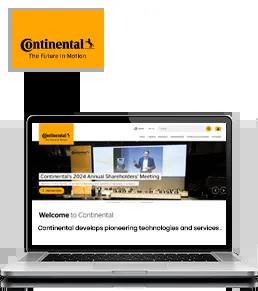 Continental
The Future in Motion
Continental
Continental's 2024 Annual Shareholders' Meeting
Welcome to Continental
Continental develops pioneering technologies and services .